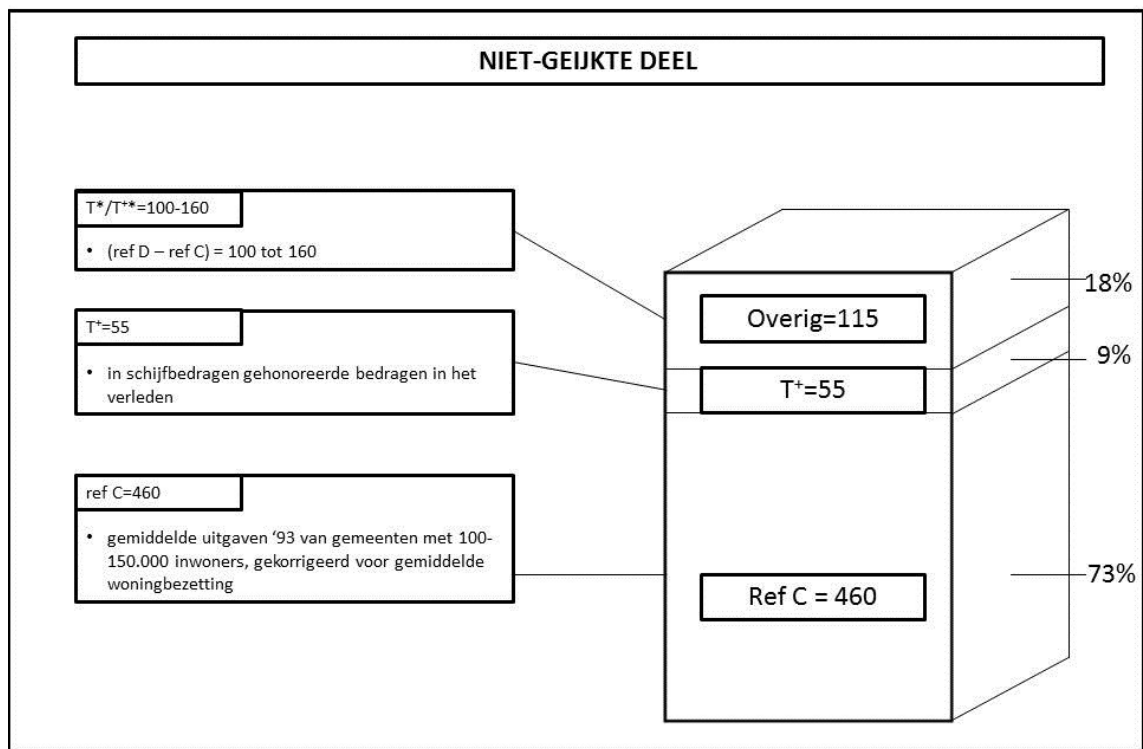 NIET-GEIJKTE DEEL
T*/T⁺*=100-160
• (ref D – ref C) = 100 tot 160
T⁺=55
• in schijfbedragen gehonoreerde bedragen in het
verleden
ref C=460
• gemiddelde uitgaven ‘93 van gemeenten met 100-
150.000 inwoners, gekorrigeerd voor gemiddelde
woningbezetting
Overig=115
T⁺=55
Ref C = 460
18%
9%
73%